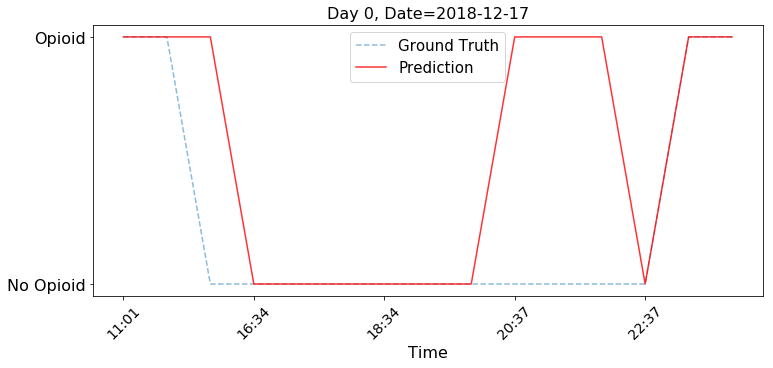 Day 0, Date=2018-12-17
Opioid
No Opioid
Ground Truth
Prediction
11:01
16:34
18:34
20:37
22:37
Time